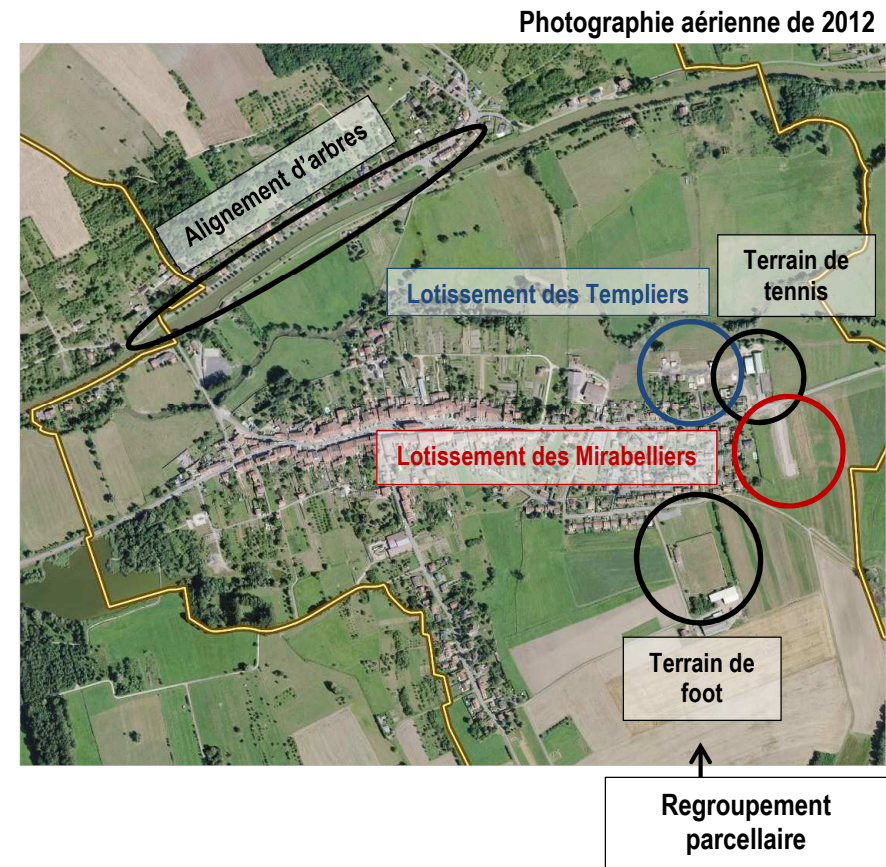 Photographie aérienne de 2012
Alignement d'arbres
Terrain de
tennis
Lotissement des Templiers
Lotissement des Mirabelliers
Terrain de
foot
Regroupement
parcellaire